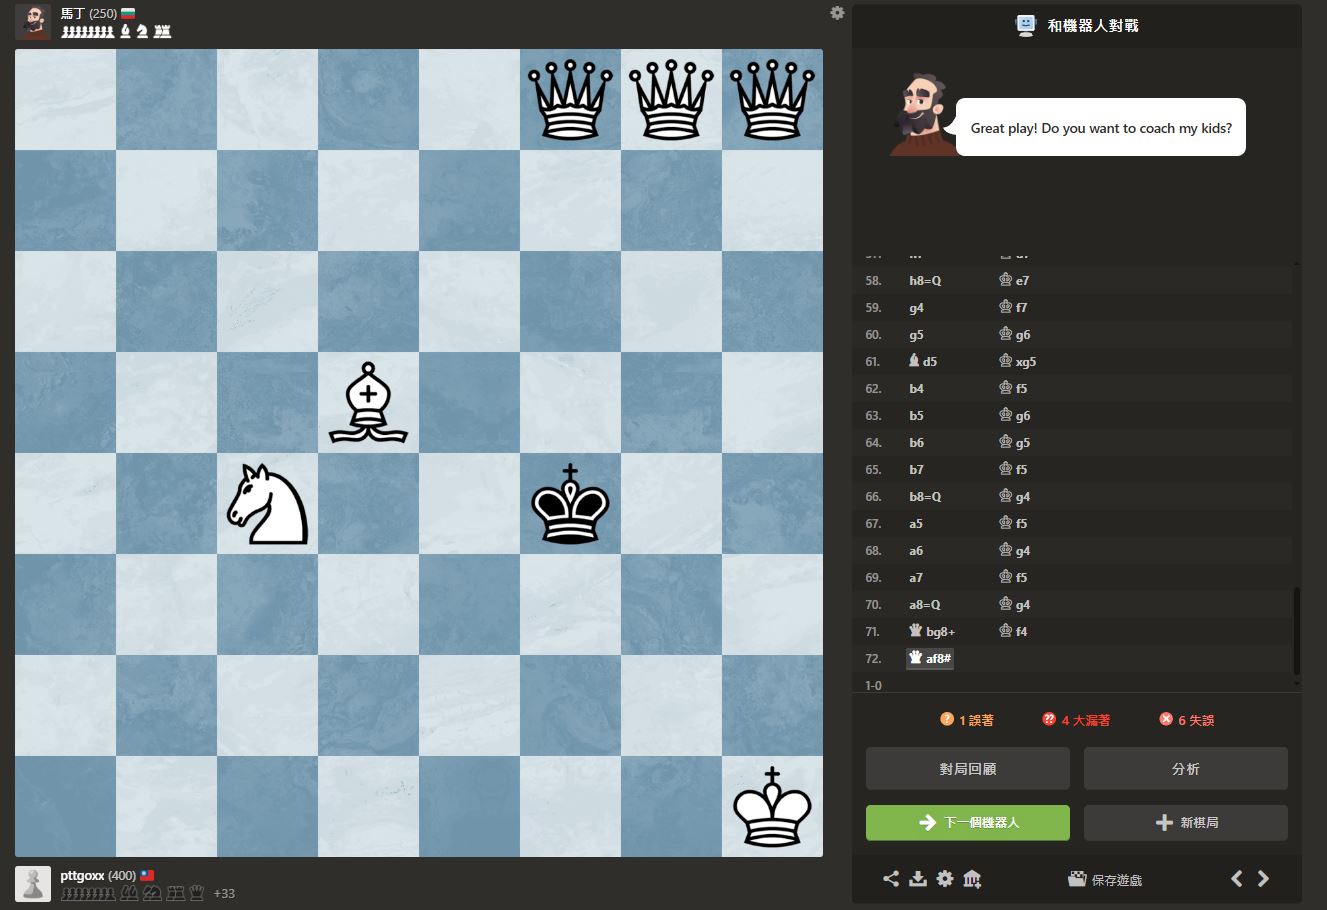 馬丁 (250)
和機器人對戰
Great play! Do you want to coach my kids?
58. h8=Q e7
59. g4 f7
60. g5 g6
61. d5 xg5
62. b4 f5
63. b5 g6
64. b6 g5
65. b7 f5
66. b8=Q g4
67. a5 f5
68. a6 g4
69. a7 f5
70. a8=Q g4
71. bg8+ f4
72. af8#
1-0
? 1 誤著
?? 4 大漏著
6 失誤
對局回顧
分析
下一個機器人
新棋局
pttgoxx (400)
+33
保存遊戲